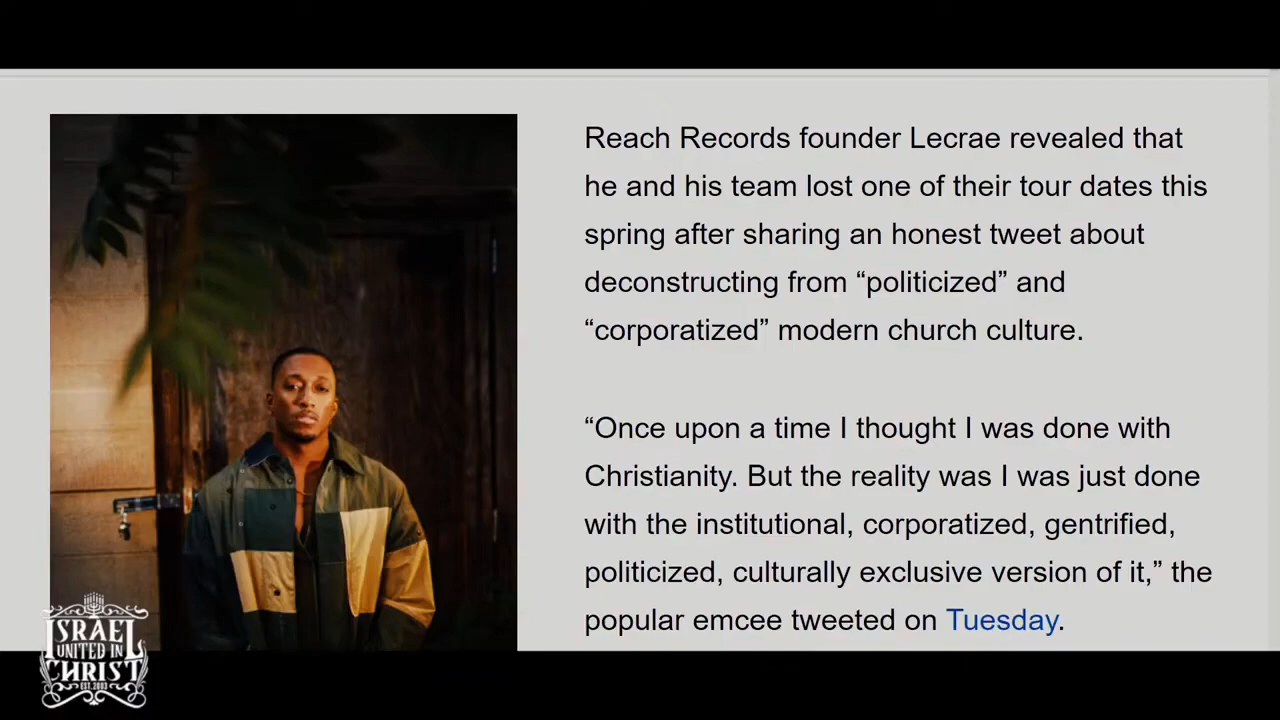 Reach Records founder Lecrae revealed that
he and his team lost one of their tour dates this
spring after sharing an honest tweet about
deconstructing from “politicized” and
“corporatized” modern church culture.
“Once upon a time I thought I was done with
Christianity. But the reality was I was just done
with the institutional, corporatized, gentrified,
politicized, culturally exclusive version of it,” the
popular emcee tweeted on Tuesday.
ISRAEL
UNITED IN
CHRIST
EST. 2003